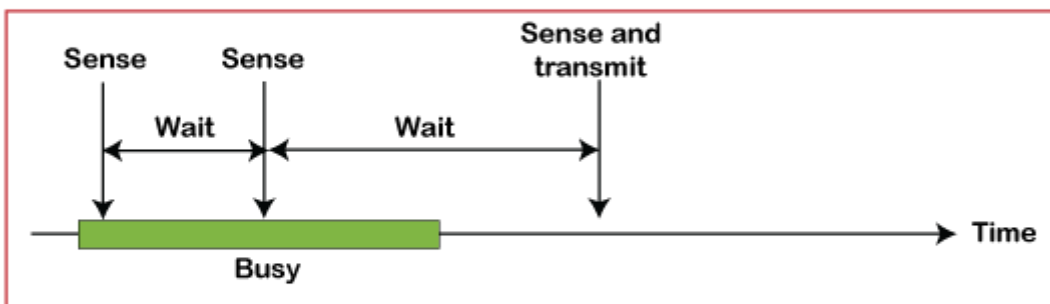 Sense
Sense
Sense and
transmit
Wait
Wait
Time
Busy